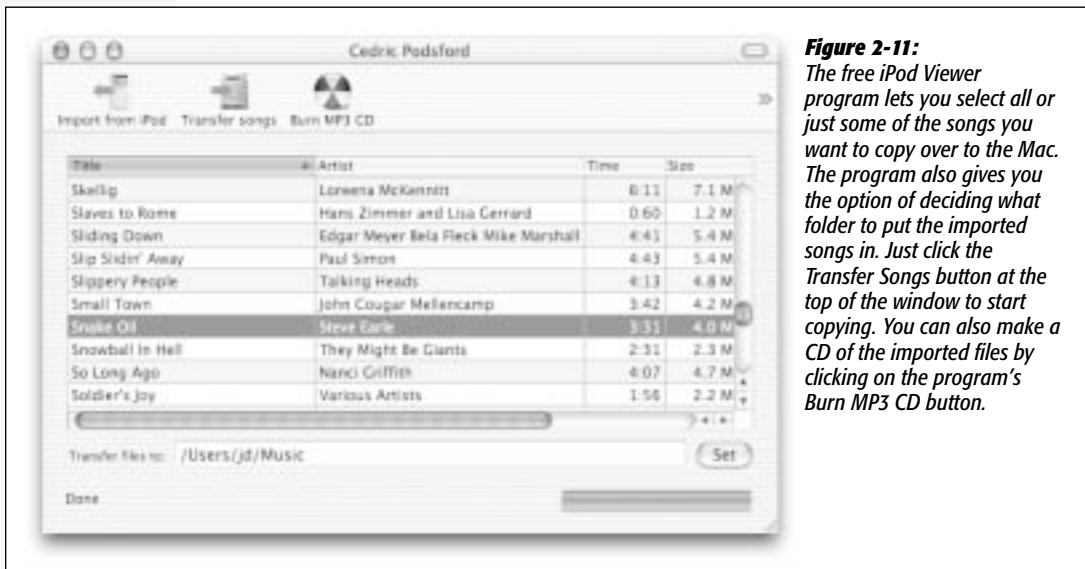 Cedric Podsford
Import from iPod Transfer songs Burn MP3 CD
Title Artist Time Size
Skellig Loreena McKennitt 6:11 7.1 M
Slaves to Rome Hans Zimmer and Lisa Gerrard 0:60 1.2 M
Sliding Down Edgar Meyer Bela Fleck Mike Marshall 4:41 5.4 M
Slip Slidin' Away Paul Simon 4:43 5.4 M
Slippery People Talking Heads 4:13 4.8 M
Small Town John Cougar Mellencamp 3:42 4.2 M
Snake Oil Steve Earle 3:31 4.0 M
Snowball in Hell They Might Be Giants 2:31 2.3 M
So Long Ago Nanci Griffith 4:07 4.7 M
Soldier's Joy Various Artists 1:56 2.2 M
Transfer files to: /Users/jd/Music Set
Done
Figure 2-11:
The free iPod Viewer
program lets you select all or
just some of the songs you
want to copy over to the Mac.
The program also gives you
the option of deciding what
folder to put the imported
songs in. Just click the
Transfer Songs button at the
top of the window to start
copying. You can also make a
CD of the imported files by
clicking on the program's
Burn MP3 CD button.